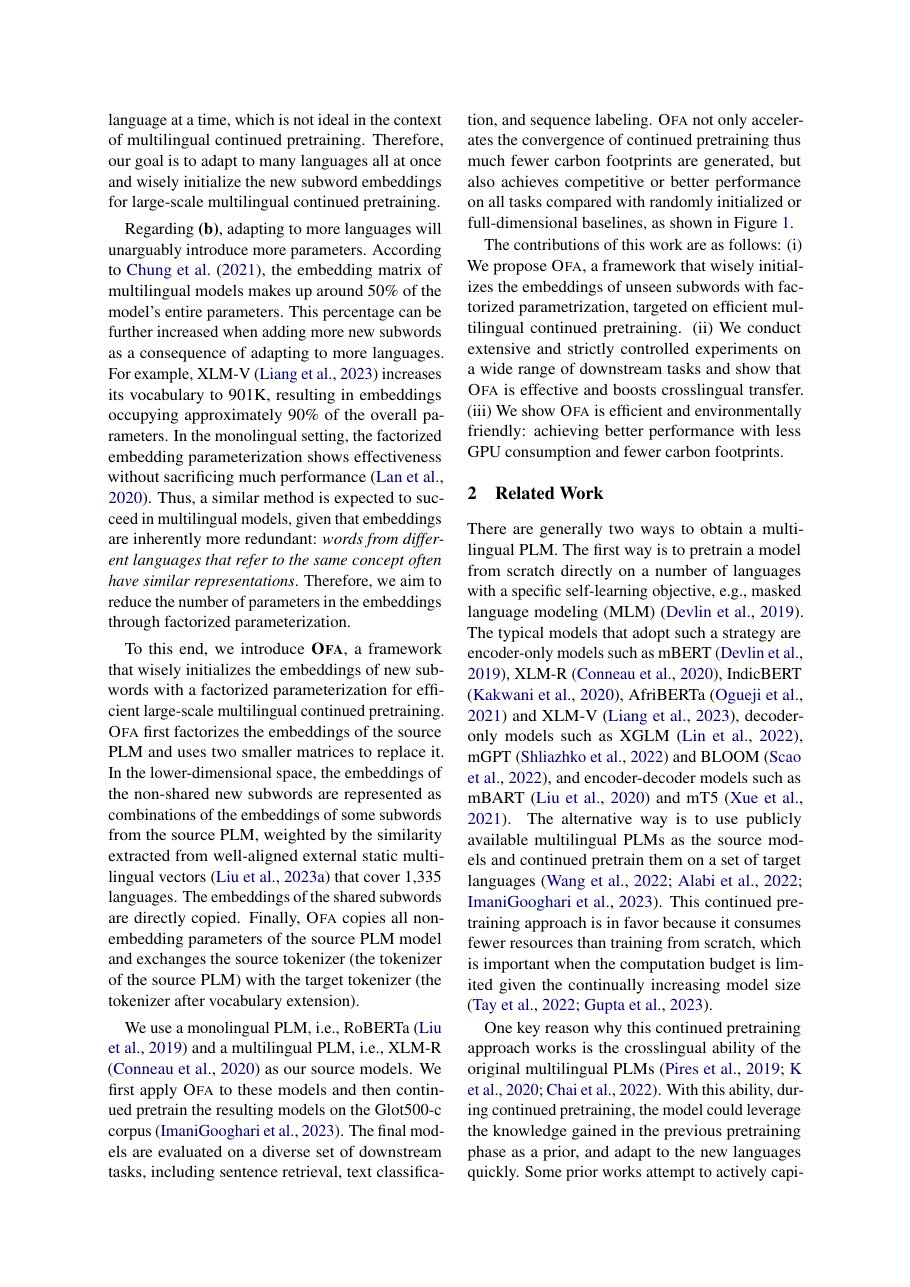 language at a time, which is not ideal in the context
of multilingual continued pretraining. Therefore,
our goal is to adapt to many languages all at once
and wisely initialize the new subword embeddings
for large-scale multilingual continued pretraining.
Regarding (b), adapting to more languages will
unarguably introduce more parameters. According
to Chung et al. (2021), the embedding matrix of
multilingual models makes up around 50% of the
model's entire parameters. This percentage can be
further increased when adding more new subwords
as a consequence of adapting to more languages.
For example, XLM-V (Liang et al., 2023) increases
its vocabulary to 901K, resulting in embeddings
occupying approximately 90% of the overall pa-
rameters. In the monolingual setting, the factorized
embedding parameterization shows effectiveness
without sacrificing much performance (Lan et al.,
2020). Thus, a similar method is expected to suc-
ceed in multilingual models, given that embeddings
are inherently more redundant: words from differ-
ent languages that refer to the same concept often
have similar representations. Therefore, we aim to
reduce the number of parameters in the embeddings
through factorized parameterization.
To this end, we introduce OFA, a framework
that wisely initializes the embeddings of new sub-
words with a factorized parameterization for effi-
cient large-scale multilingual continued pretraining.
OFA first factorizes the embeddings of the source
PLM and uses two smaller matrices to replace it.
In the lower-dimensional space, the embeddings of
the non-shared new subwords are represented as
combinations of the embeddings of some subwords
from the source PLM, weighted by the similarity
extracted from well-aligned external static multi-
lingual vectors (Liu et al., 2023a) that cover 1,335
languages. The embeddings of the shared subwords
are directly copied. Finally, OFA copies all non-
embedding parameters of the source PLM model
and exchanges the source tokenizer (the tokenizer
of the source PLM) with the target tokenizer (the
tokenizer after vocabulary extension).
We use a monolingual PLM, i.e., RoBERTa (Liu
et al., 2019) and a multilingual PLM, i.e., XLM-R
(Conneau et al., 2020) as our source models. We
first apply OFA to these models and then contin-
ued pretrain the resulting models on the Glot500-c
corpus (ImaniGooghari et al., 2023). The final mod-
els are evaluated on a diverse set of downstream
tasks, including sentence retrieval, text classifica-
tion, and sequence labeling. OFA not only acceler-
ates the convergence of continued pretraining thus
much fewer carbon footprints are generated, but
also achieves competitive or better performance
on all tasks compared with randomly initialized or
full-dimensional baselines, as shown in Figure 1.
The contributions of this work are as follows: (i)
We propose OFA, a framework that wisely initial-
izes the embeddings of unseen subwords with fac-
torized parametrization, targeted on efficient mul-
tilingual continued pretraining. (ii) We conduct
extensive and strictly controlled experiments on
a wide range of downstream tasks and show that
OFA is effective and boosts crosslingual transfer.
(iii) We show OFA is efficient and environmentally
friendly: achieving better performance with less
GPU consumption and fewer carbon footprints.
2 Related Work
There are generally two ways to obtain a multi-
lingual PLM. The first way is to pretrain a model
from scratch directly on a number of languages
with a specific self-learning objective, e.g., masked
language modeling (MLM) (Devlin et al., 2019).
The typical models that adopt such a strategy are
encoder-only models such as mBERT (Devlin et al.,
2019), XLM-R (Conneau et al., 2020), IndicBERT
(Kakwani et al., 2020), AfriBERTa (Ogueji et al.,
2021) and XLM-V (Liang et al., 2023), decoder-
only models such as XGLM (Lin et al., 2022),
mGPT (Shliazhko et al., 2022) and BLOOM (Scao
et al., 2022), and encoder-decoder models such as
mBART (Liu et al., 2020) and mT5 (Xue et al.,
2021). The alternative way is to use publicly
available multilingual PLMs as the source mod-
els and continued pretrain them on a set of target
languages (Wang et al., 2022; Alabi et al., 2022;
ImaniGooghari et al., 2023). This continued pre-
training approach is in favor because it consumes
fewer resources than training from scratch, which
is important when the computation budget is lim-
ited given the continually increasing model size
(Tay et al., 2022; Gupta et al., 2023).
One key reason why this continued pretraining
approach works is the crosslingual ability of the
original multilingual PLMs (Pires et al., 2019; K
et al., 2020; Chai et al., 2022). With this ability, dur-
ing continued pretraining, the model could leverage
the knowledge gained in the previous pretraining
phase as a prior, and adapt to the new languages
quickly. Some prior works attempt to actively capi-